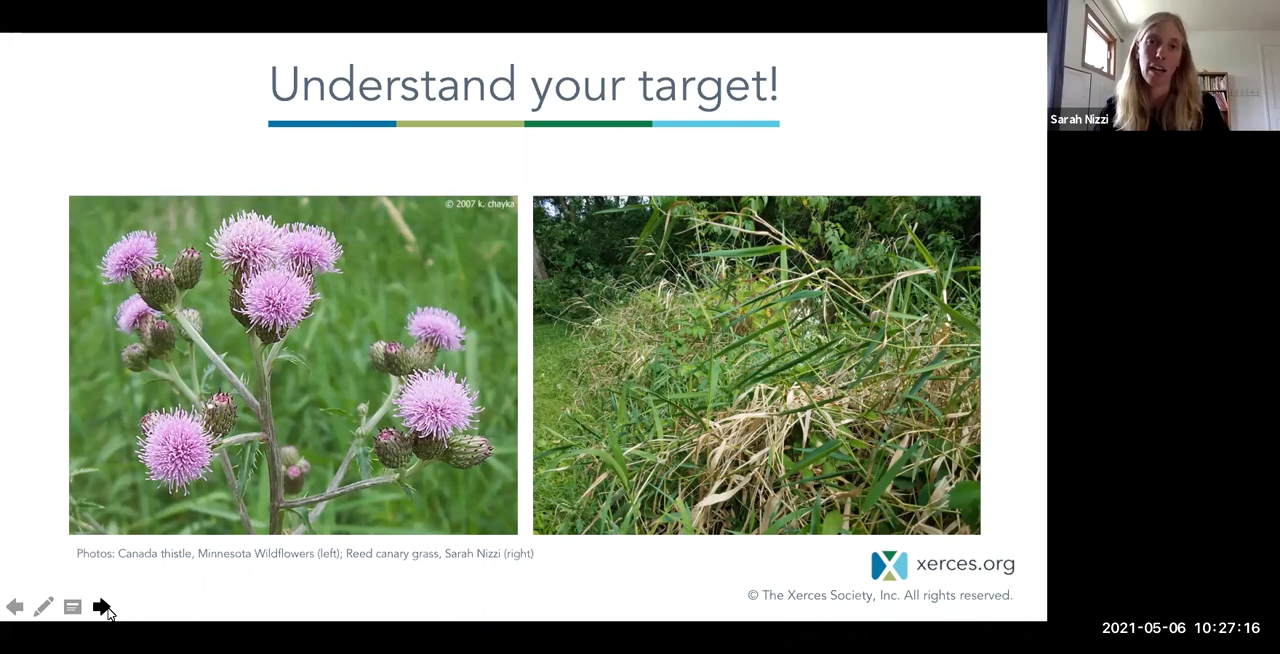 Understand your target!
Sarah Nizzi
© 2007 k. chayka
Photos: Canada thistle, Minnesota Wildflowers (left); Reed canary grass, Sarah Nizzi (right)
xerces.org
© The Xerces Society, Inc. All rights reserved.
2021-05-06 10:27:16